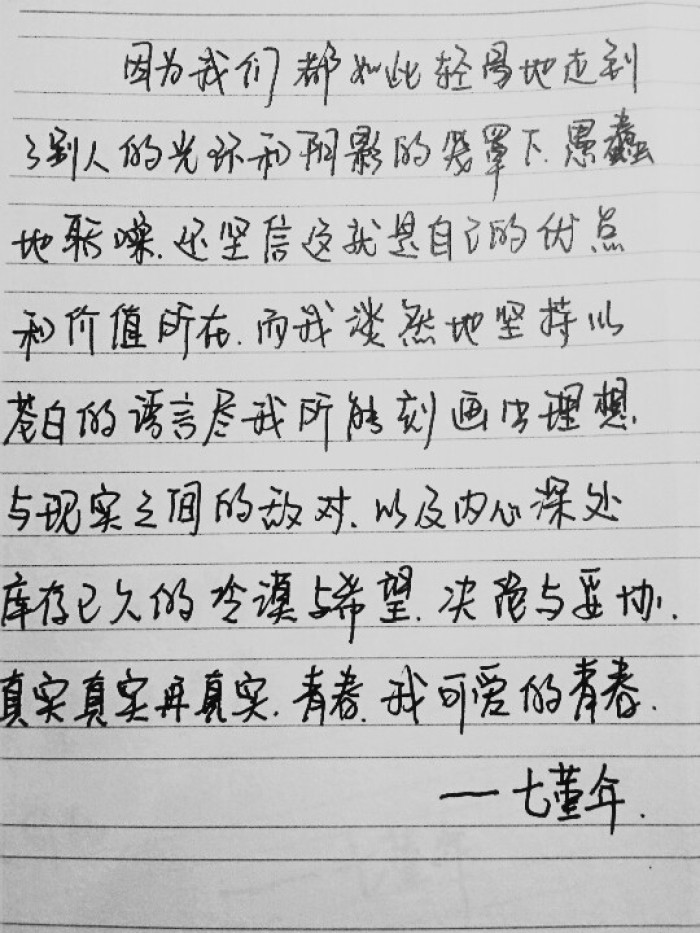 因为我们都如此轻易地走到
了别人的光环和阴影的笼罩下.愚蠢
地聒噪.还坚信这就是自己的优点
和价值所在.而我淡然地坚持以
苍白的语言尽我所能刻画出理想.
与现实之间的敌对.以及内心深处
库存已久的冷漠与希望.决绝与妥协.
真实真实再真实.青春.我可爱的青春.
——七堇年.